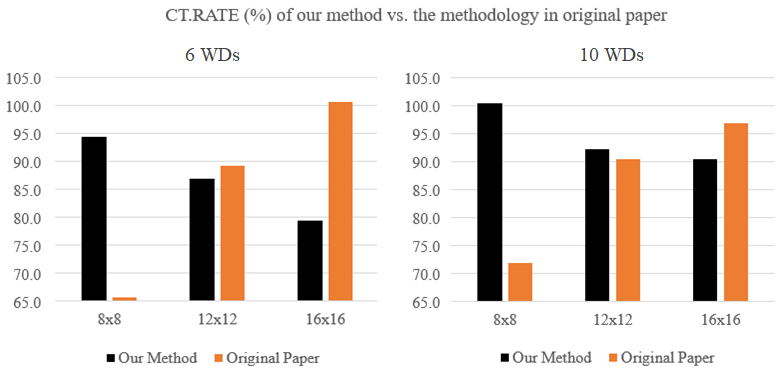 CT.RATE (%) of our method vs. the methodology in original paper
6 WDs
105.0
100.0
95.0
90.0
85.0
80.0
75.0
70.0
65.0
8x8
12x12
16x16
Our Method
Original Paper
10 WDs
105.0
100.0
95.0
90.0
85.0
80.0
75.0
70.0
65.0
8x8
12x12
16x16
Our Method
Original Paper